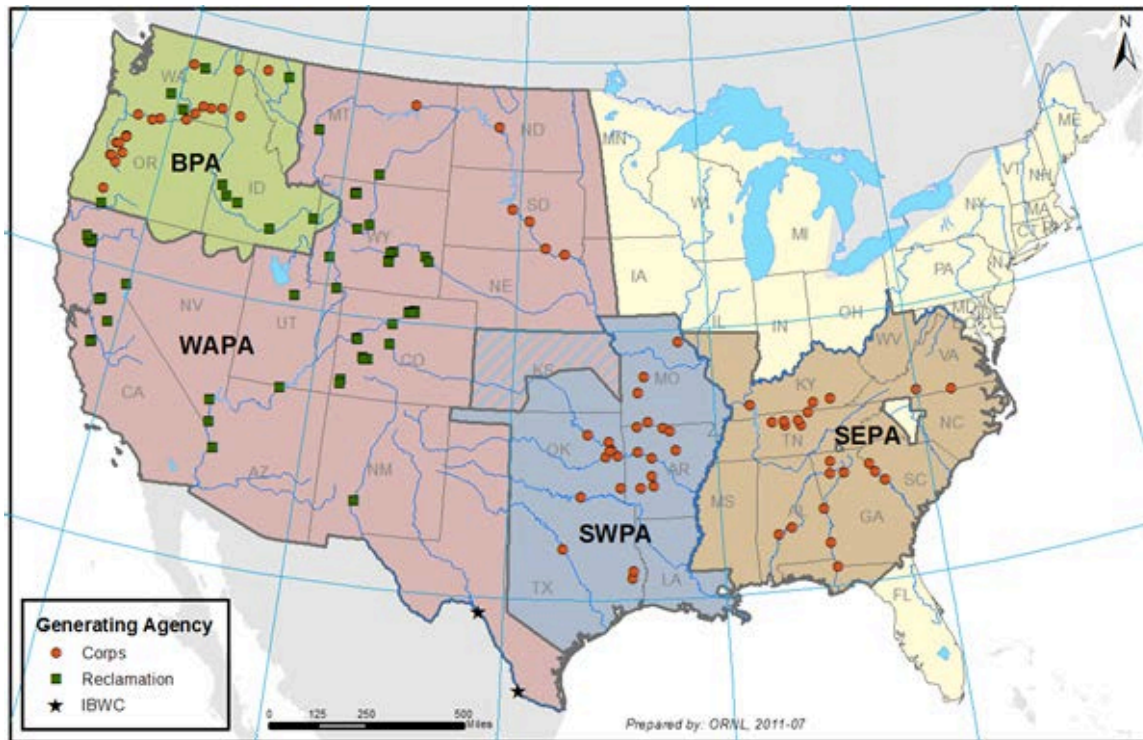 N
WA
MT
ND
MN
ME
VT
NH
OR
BPA
ID
SD
WI
MI
NY
MA
CT
RI
WY
IA
PA
NJ
NE
NV
UT
IL
IN
OH
MD
DE
WAPA
CO
WV
VA
KS
MO
KY
CA
TN
SEPA
NC
OK
AR
SC
AZ
NM
MS
AL
GA
SWPA
TX
LA
FL
Generating Agency
Corps
Reclamation
IBWC
0 125 250 500
Miles
Prepared by: ORNL, 2011-07